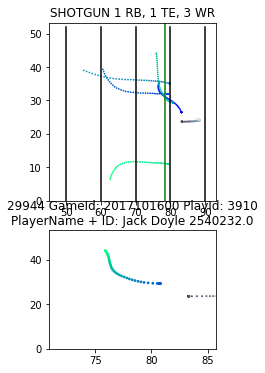 SHOTGUN 1 RB, 1 TE, 3 WR
50
40
30
20
10
0
50 60 70 80 90
29944 GameId: 2017101600 PlayId: 3910
PlayerName + ID: Jack Doyle 2540232.0
40
20
0
75 80 85